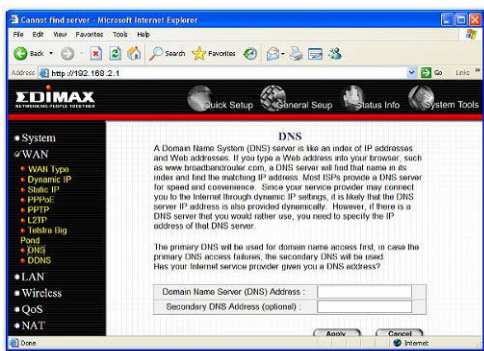 Cannot find server - Microsoft Internet Explorer
File Edit View Favorites Tools Help
Back Search Favorites
Address http://192.168.2.1 Go Links
EDIMAX
NETWORKING PEOPLE TOGETHER
Quick Setup General Seup Status Info System Tools
System
WAN
WAN Type
Dynamic IP
Static IP
PPPoE
PPTP
L2TP
Telstra Big
Pond
DNS
DDNS
LAN
Wireless
QoS
NAT
DNS
A Domain Name System (DNS) server is like an index of IP addresses
and Web addresses. If you type a Web address into your browser, such
as www.broadbandrouter.com, a DNS server will find that name in its
index and find the matching IP address. Most ISPs provide a DNS server
for speed and convenience. Since your service provider may connect
you to the Internet through dynamic IP settings, it is likely that the DNS
server IP address is also provided dynamically. However, if there is a
DNS server that you would rather use, you need to specify the IP
address of that DNS server.
The primary DNS will be used for domain name access first, in case the
primary DNS access failures, the secondary DNS will be used.
Has your Internet service provider given you a DNS address?
Domain Name Server (DNS) Address :
Secondary DNS Address (optional) :
Apply Cancel
Done Internet